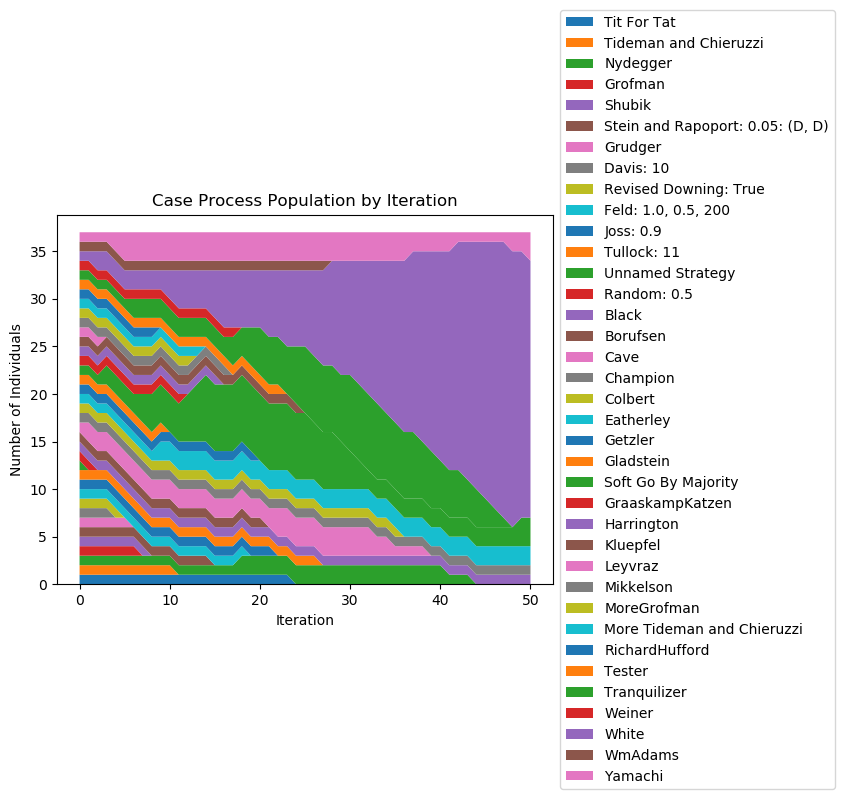 Case Process Population by Iteration
Number of Individuals
35
30
25
20
15
10
5
0
0 10 20 30 40 50
Iteration
Tit For Tat
Tideman and Chieruzzi
Nydegger
Grofman
Shubik
Stein and Rapoport: 0.05: (D, D)
Grudger
Davis: 10
Revised Downing: True
Feld: 1.0, 0.5, 200
Joss: 0.9
Tullock: 11
Unnamed Strategy
Random: 0.5
Black
Borufsen
Cave
Champion
Colbert
Eatherley
Getzler
Gladstein
Soft Go By Majority
GraaskampKatzen
Harrington
Kluepfel
Leyvraz
Mikkelson
MoreGrofman
More Tideman and Chieruzzi
RichardHufford
Tester
Tranquilizer
Weiner
White
WmAdams
Yamachi